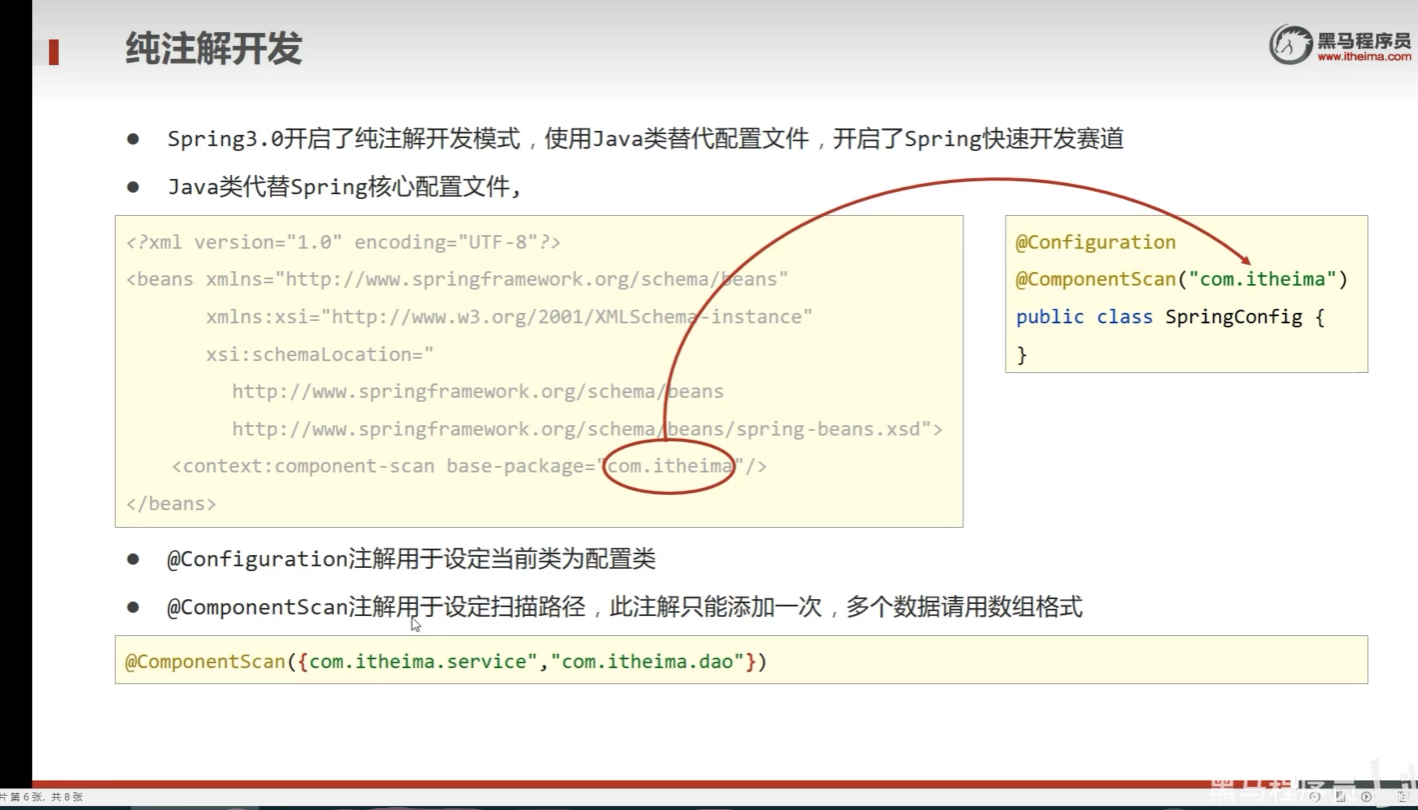 纯注解开发
黑马程序员
www.itheima.com
● Spring3.0开启了纯注解开发模式，使用Java类替代配置文件，开启了Spring快速开发赛道
● Java类代替Spring核心配置文件,
<?xml version="1.0" encoding="UTF-8"?>
<beans xmlns="http://www.springframework.org/schema/beans"
xmlns:xsi="http://www.w3.org/2001/XMLSchema-instance"
xsi:schemaLocation="
http://www.springframework.org/schema/beans
http://www.springframework.org/schema/beans/spring-beans.xsd">
<context:component-scan base-package="com.itheima"/>
</beans>
@Configuration
@ComponentScan("com.itheima")
public class SpringConfig {
}
● @Configuration注解用于设定当前类为配置类
● @ComponentScan注解用于设定扫描路径，此注解只能添加一次，多个数据请用数组格式
@ComponentScan({com.itheima.service","com.itheima.dao"})
片 第 6 张, 共 8 张
黑马程序员